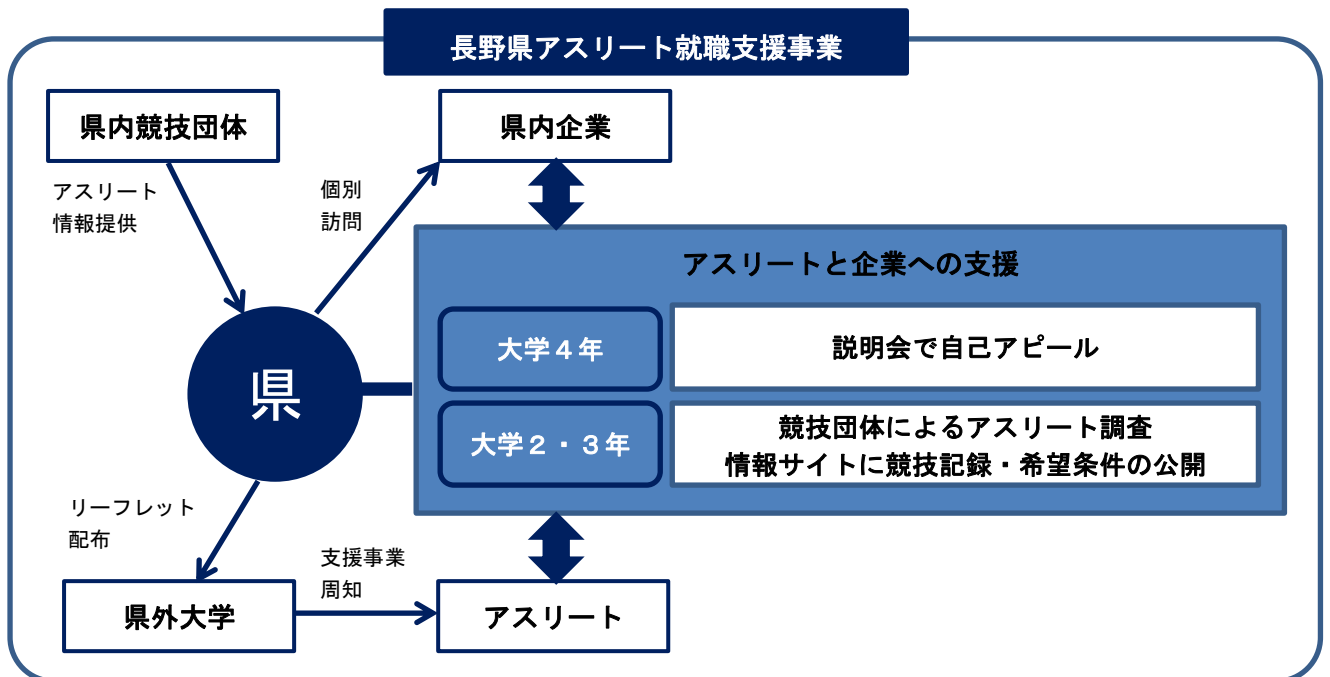 長野県アスリート就職支援事業
県内競技団体
県内企業
アスリート
情報提供
個別
訪問
アスリートと企業への支援
大学４年
説明会で自己アピール
県
大学２・３年
競技団体によるアスリート調査
情報サイトに競技記録・希望条件の公開
リーフレット
配布
支援事業
周知
県外大学
アスリート